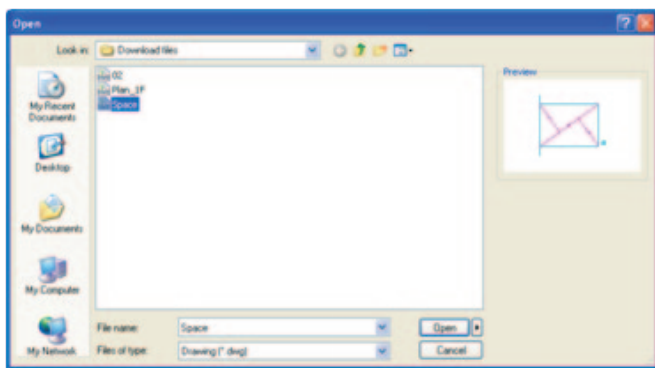 Open
Look in: Download files
02
Plan_1F
Space
Preview
My Recent
Documents
Desktop
My Documents
My Computer
My Network
File name: Space Open
Files of type: Drawing (*.dwg) Cancel